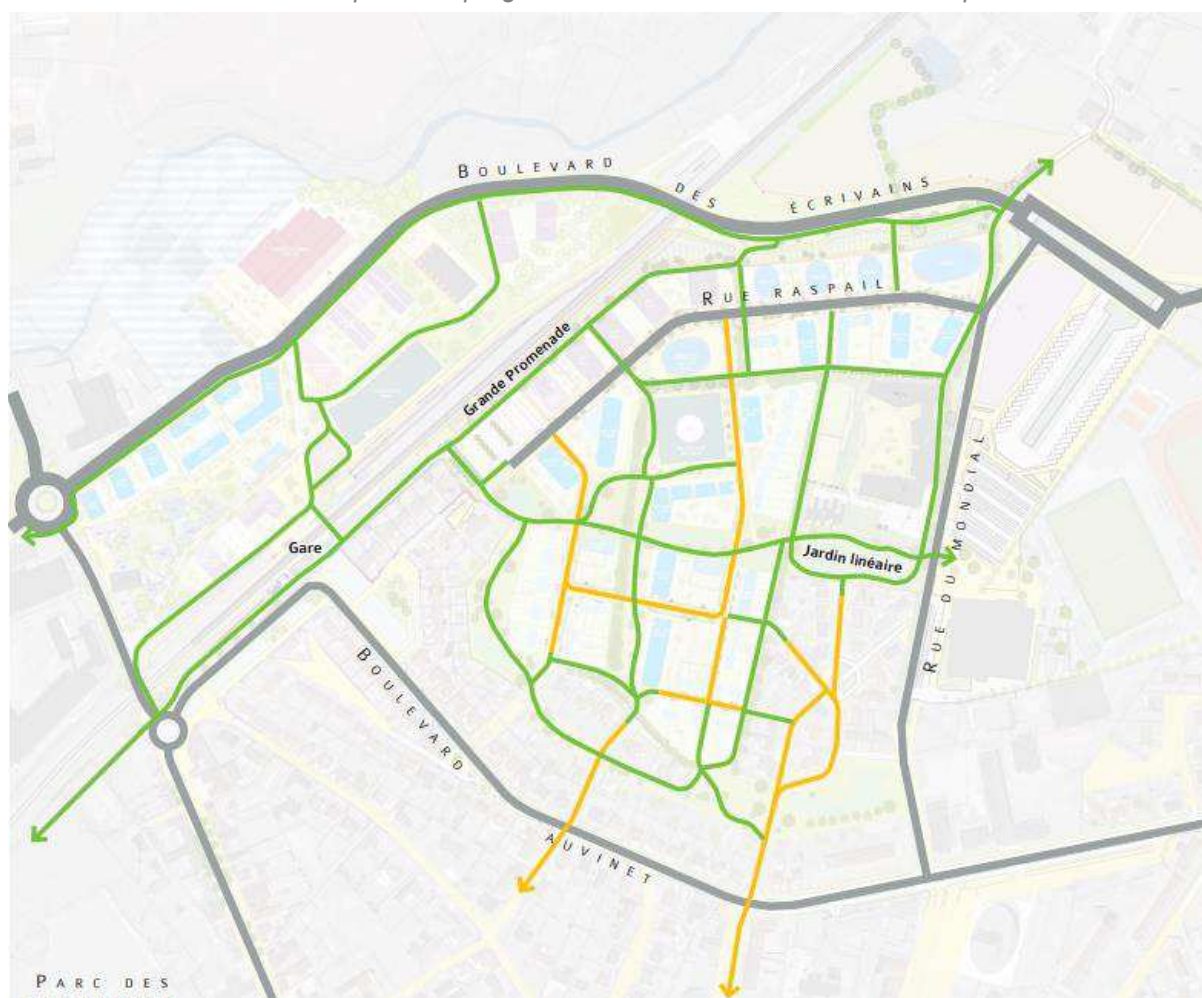 BOULEVARD DES ÉCRIVAINS
RUE RASPAIL
Grande Promenade
RUE DU MONDIAL
Gare
Jardin linéaire
BOULEVARD AUVINET
PARC DES